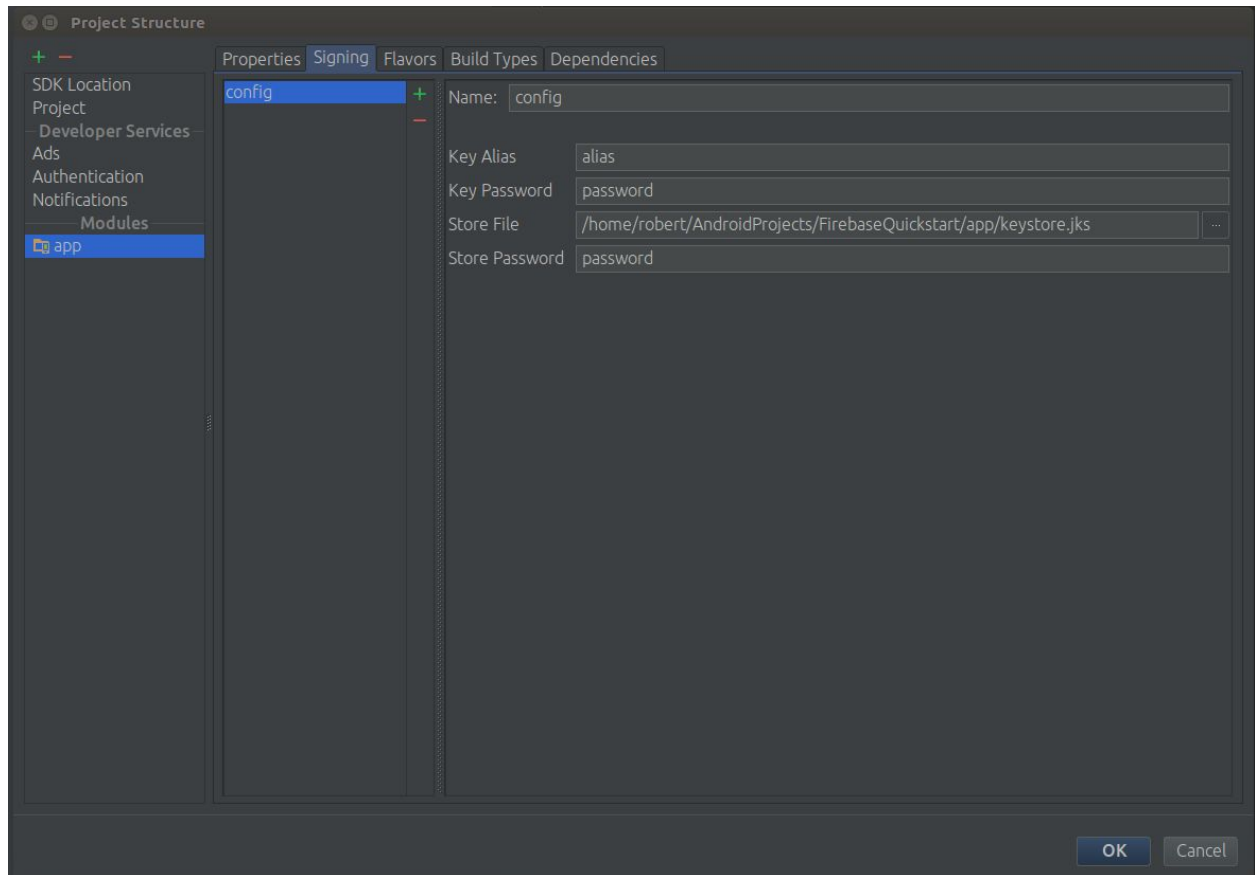 Project Structure
Properties Signing Flavors Build Types Dependencies
SDK Location
Project
Developer Services
Ads
Authentication
Notifications
Modules
app
config
Name: config
Key Alias alias
Key Password password
Store File /home/robert/AndroidProjects/FirebaseQuickstart/app/keystore.jks ...
Store Password password
OK Cancel